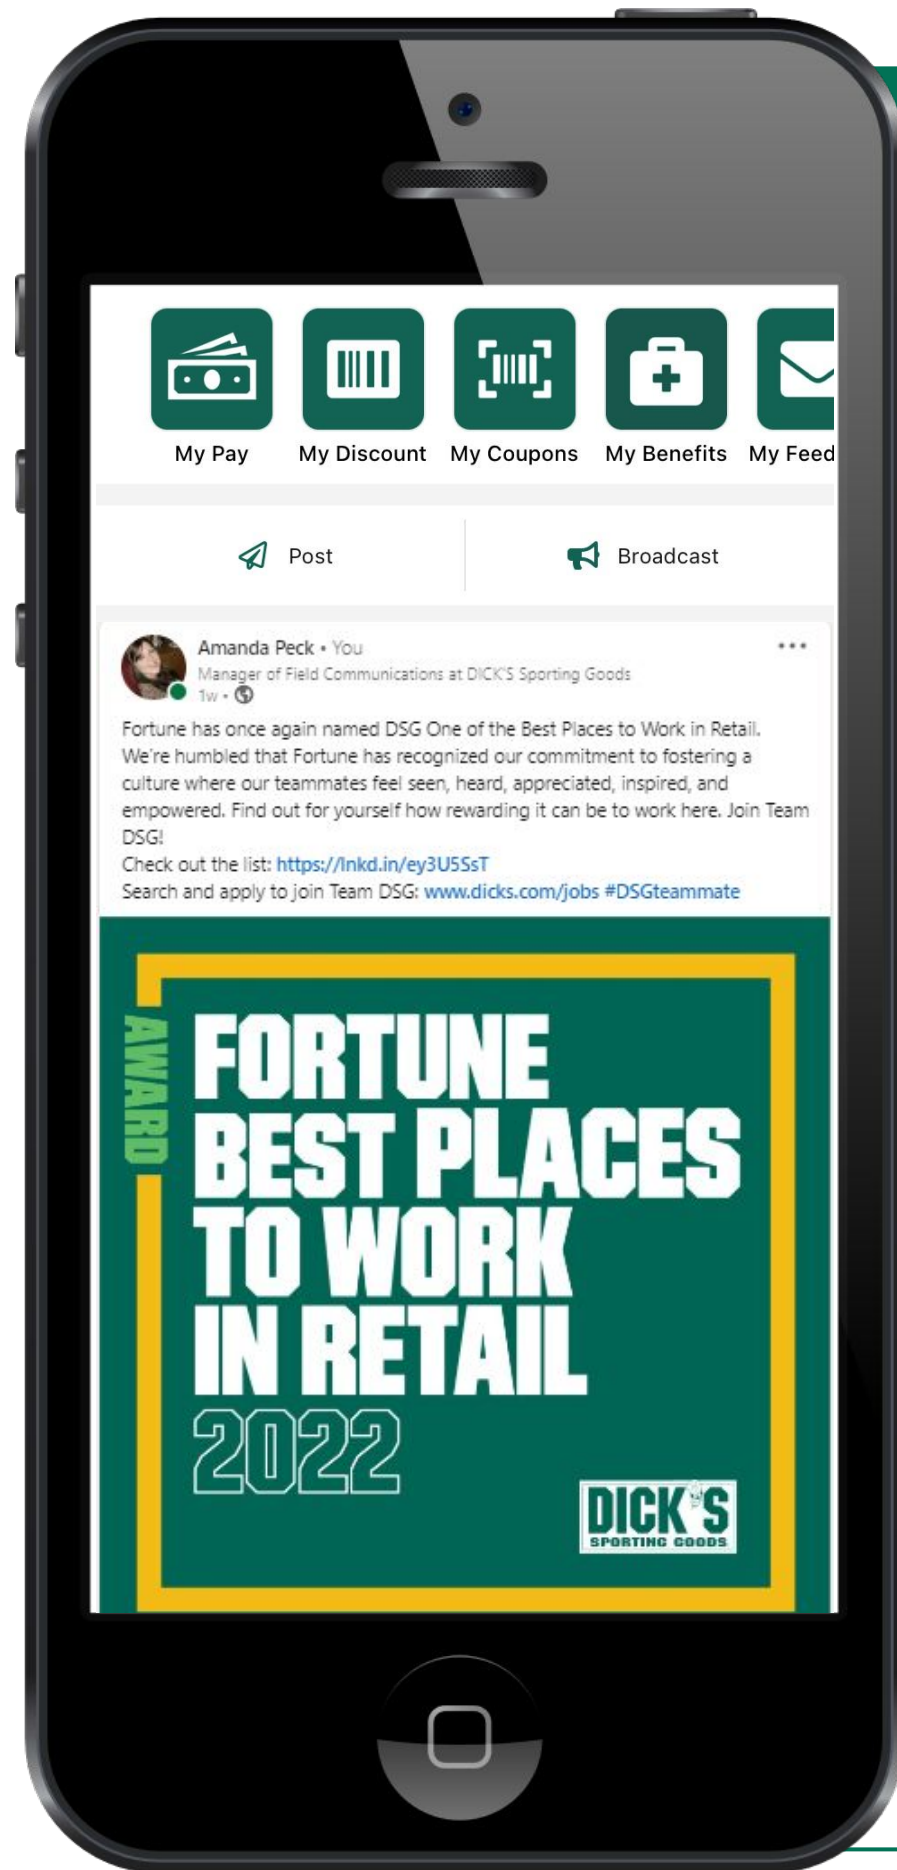 My Pay
My Discount
My Coupons
My Benefits
My Feed
Post
Broadcast
Amanda Peck • You
Manager of Field Communications at DICK'S Sporting Goods
1w •
Fortune has once again named DSG One of the Best Places to Work in Retail.
We're humbled that Fortune has recognized our commitment to fostering a
culture where our teammates feel seen, heard, appreciated, inspired, and
empowered. Find out for yourself how rewarding it can be to work here. Join Team
DSG!
Check out the list: https://lnkd.in/ey3U5SsT
Search and apply to join Team DSG: www.dicks.com/jobs #DSGteammate
AWARD
FORTUNE
BEST PLACES
TO WORK
IN RETAIL
2022
DICK'S
SPORTING GOODS